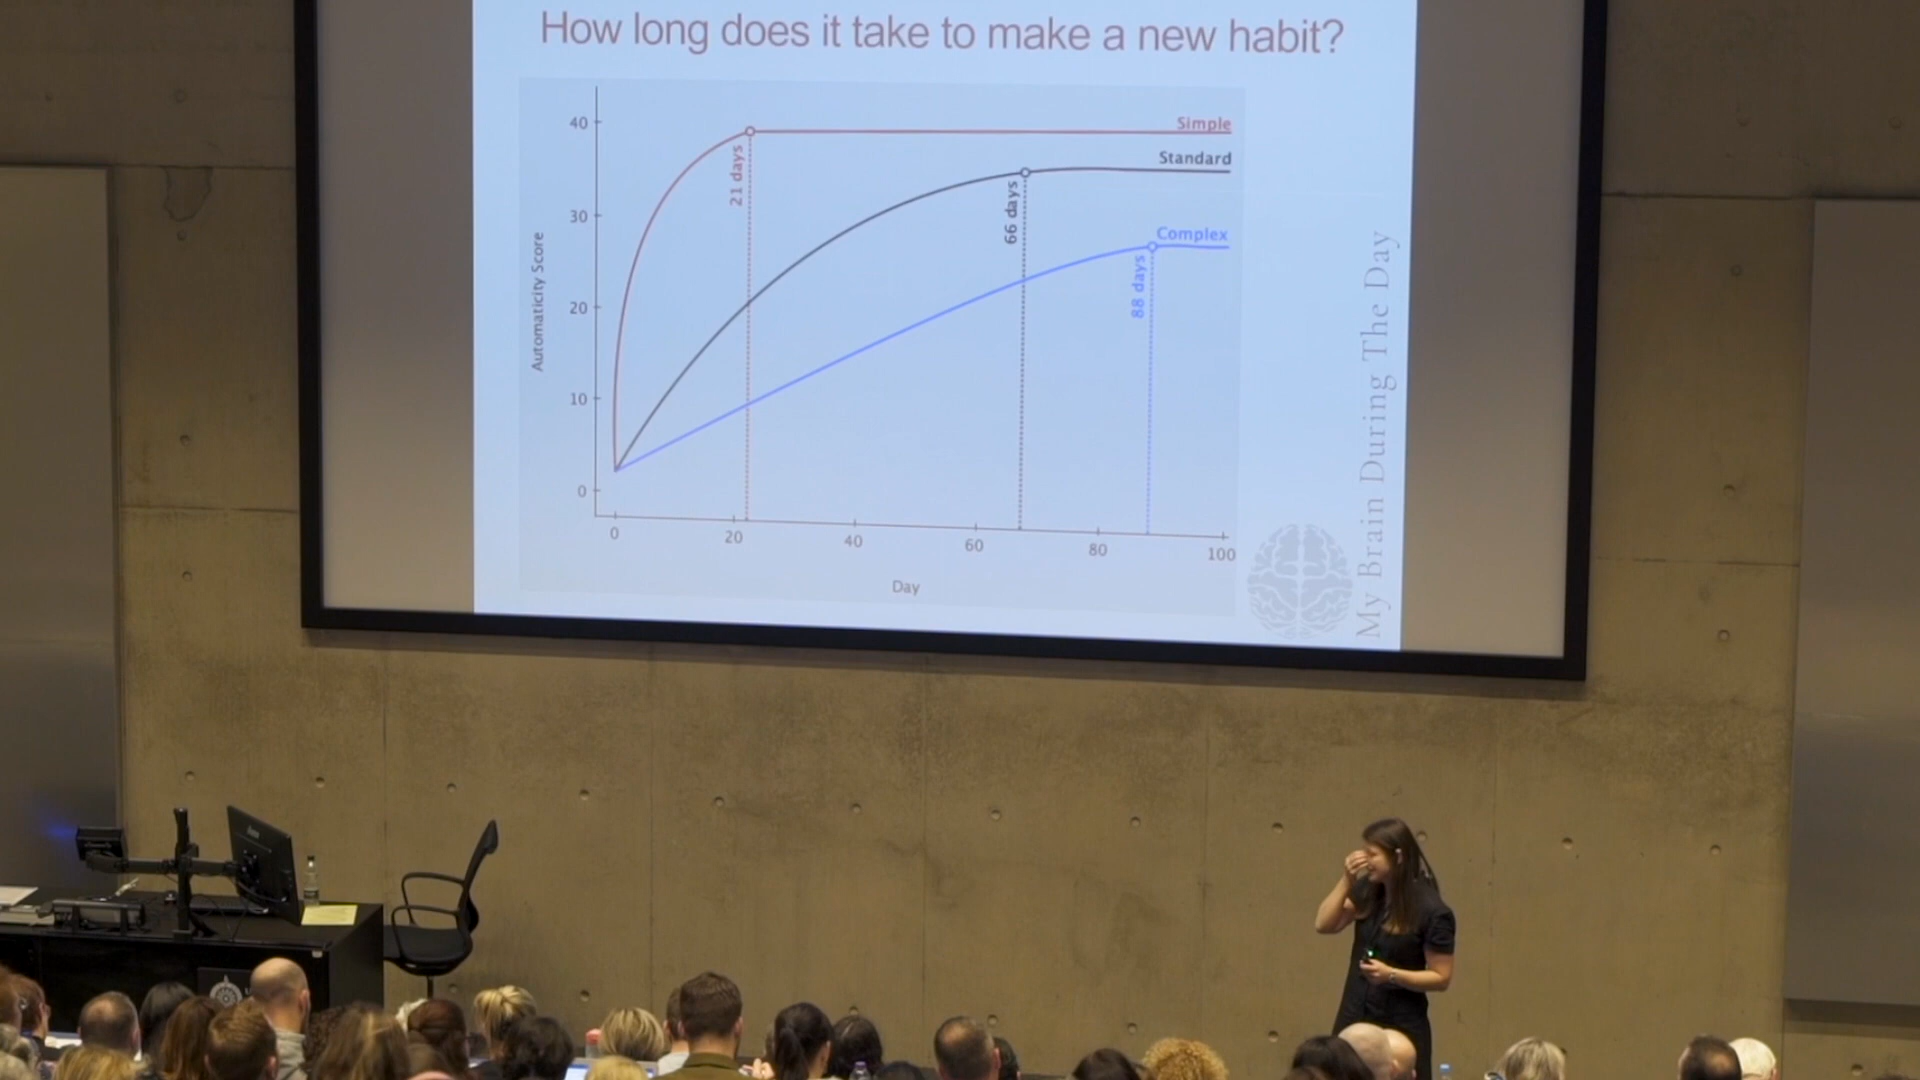 How long does it take to make a new habit?
40
30
20
10
0
Automaticity Score
Simple
Standard
Complex
21 days
66 days
88 days
0
20
40
60
80
100
Day
My Brain During The Day